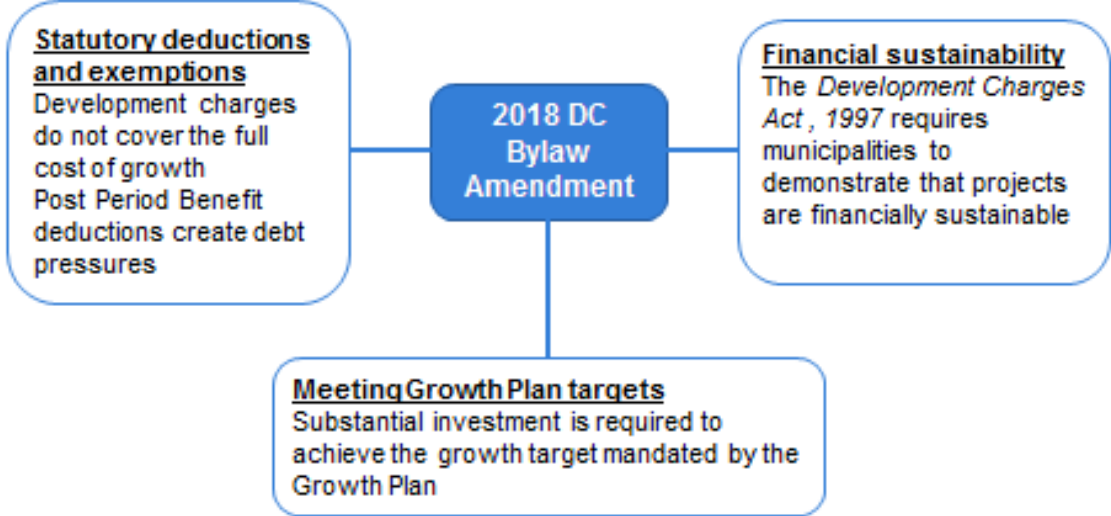 Statutory deductions
and exemptions
Development charges
do not cover the full
cost of growth
Post Period Benefit
deductions create debt
pressures
2018 DC
Bylaw
Amendment
Financial sustainability
The Development Charges
Act , 1997 requires
municipalities to
demonstrate that projects
are financially sustainable
Meeting Growth Plan targets
Substantial investment is required to
achieve the growth target mandated by the
Growth Plan